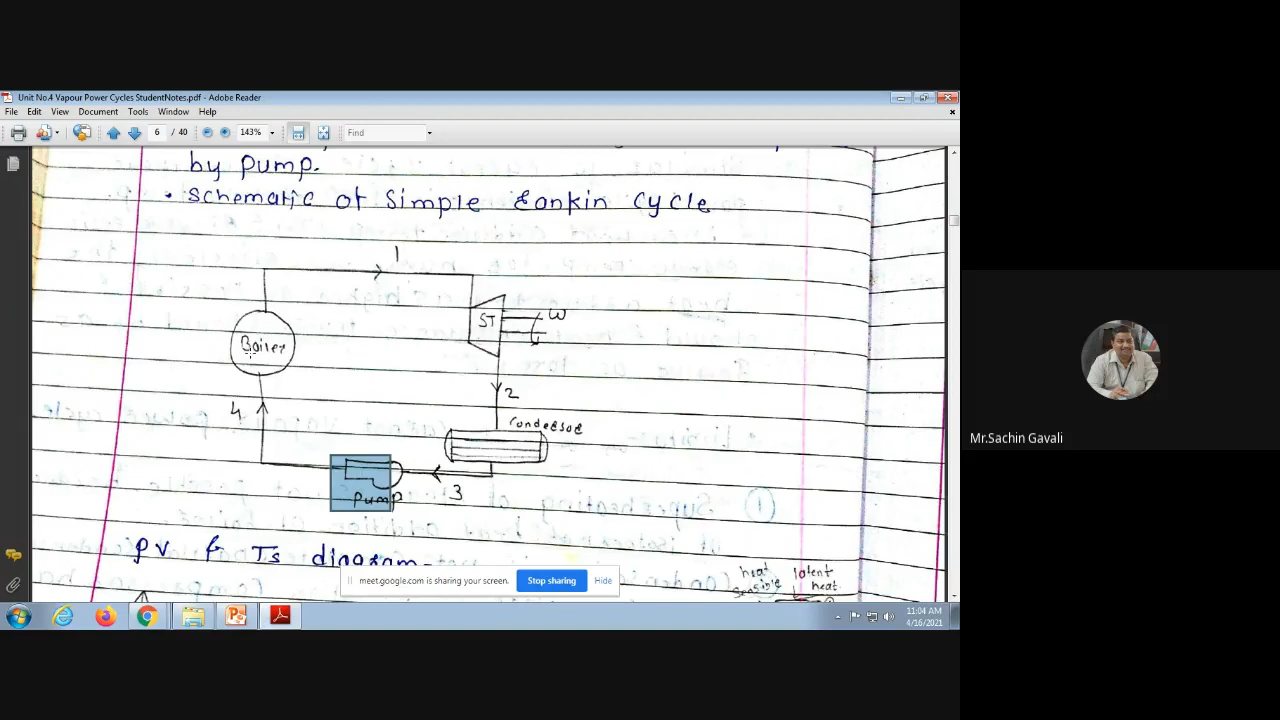 Unit No.4 Vapour Power Cycles StudentNotes.pdf - Adobe Reader
File Edit View Document Tools Window Help
6 / 40 143% Find
by pump.
• Schematic of Simple Rankin Cycle
1
ST
W
Boiler
2
4
Condensor
3
pump
PV & Ts diagram
heat
sensible
latent
heat
meet.google.com is sharing your screen. Stop sharing Hide
11:04 AM
4/16/2021
Mr.Sachin Gavali